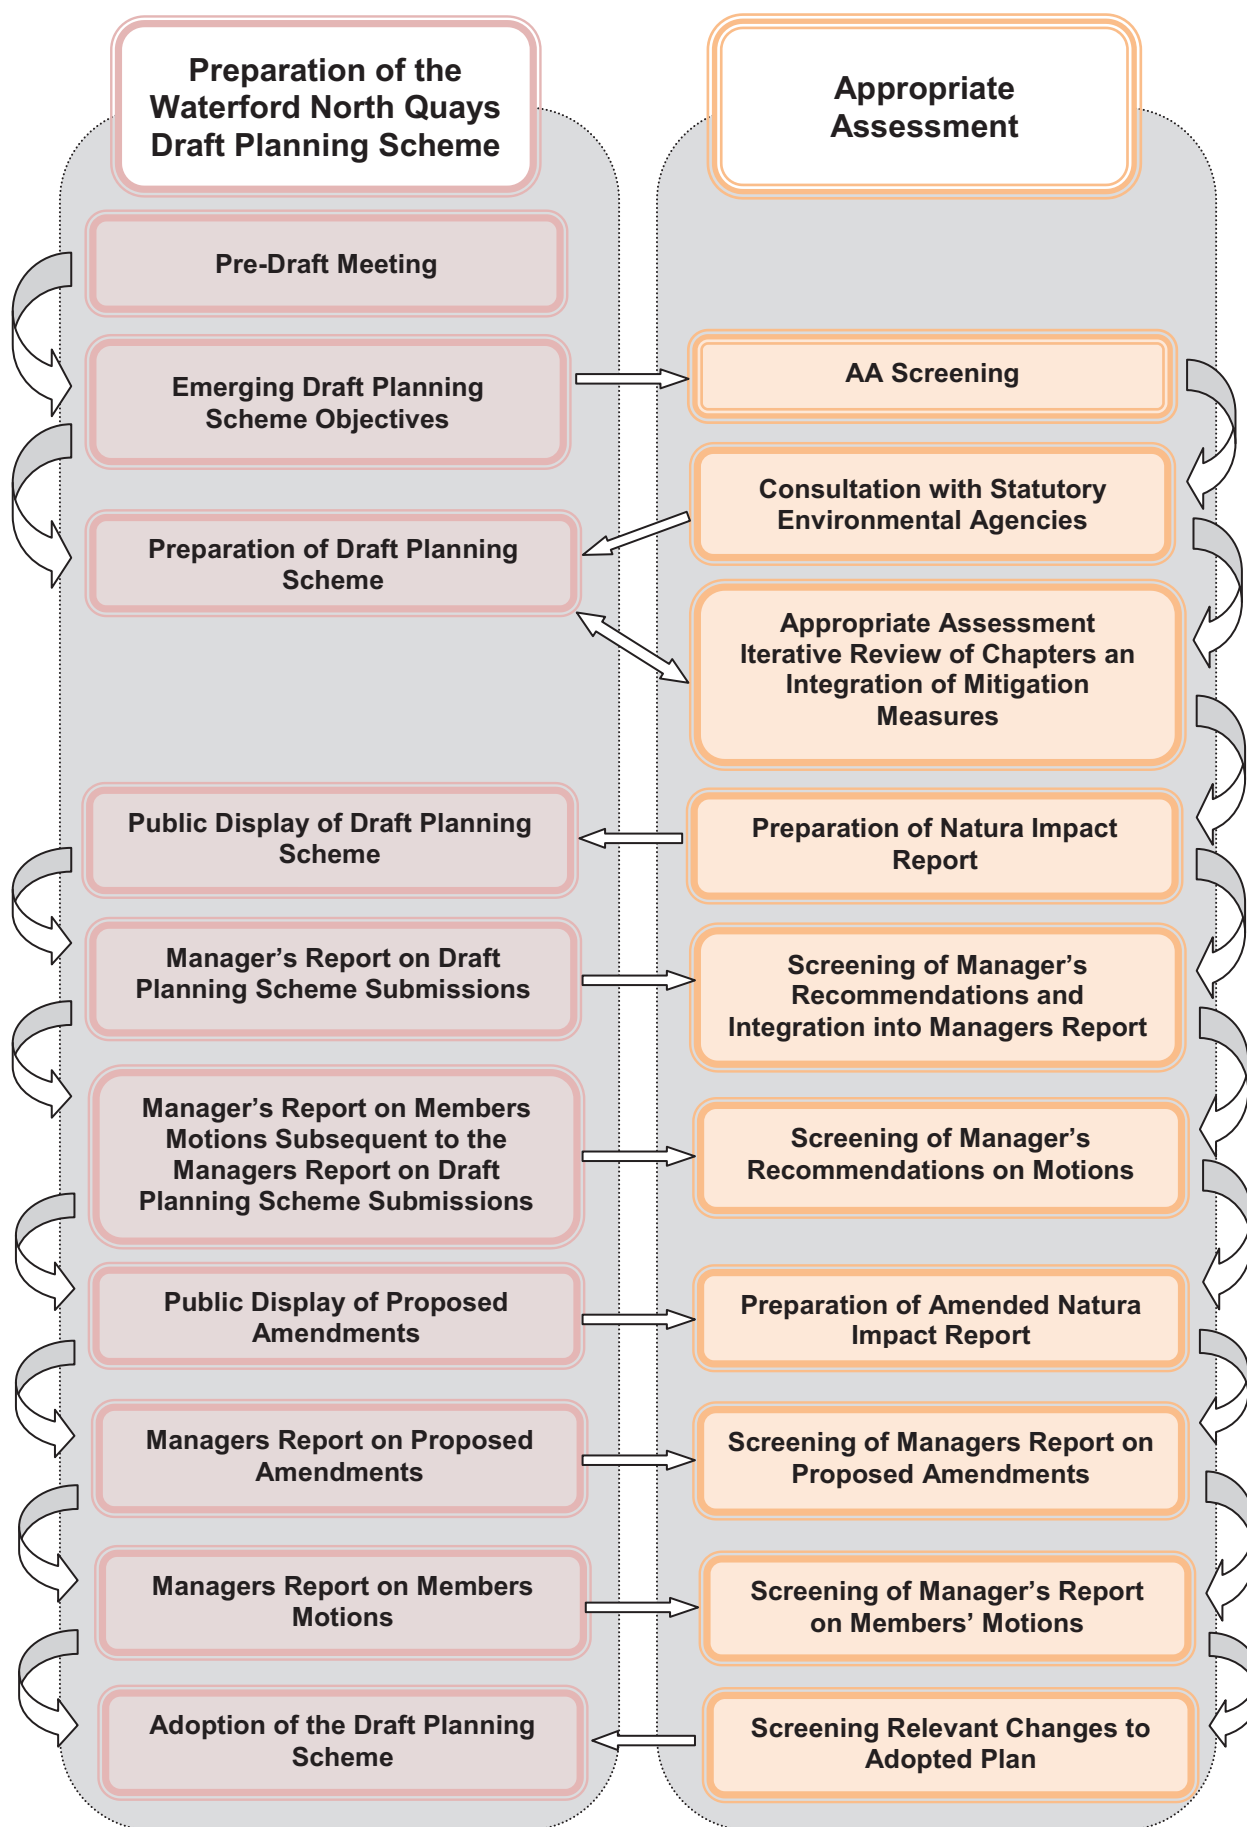 Preparation of the
Waterford North Quays
Draft Planning Scheme
Appropriate
Assessment
Pre-Draft Meeting
Emerging Draft Planning
Scheme Objectives
AA Screening
Consultation with Statutory
Environmental Agencies
Preparation of Draft Planning
Scheme
Appropriate Assessment
Iterative Review of Chapters an
Integration of Mitigation
Measures
Public Display of Draft Planning
Scheme
Preparation of Natura Impact
Report
Manager’s Report on Draft
Planning Scheme Submissions
Screening of Manager’s
Recommendations and
Integration into Managers Report
Manager’s Report on Members
Motions Subsequent to the
Managers Report on Draft
Planning Scheme Submissions
Screening of Manager’s
Recommendations on Motions
Public Display of Proposed
Amendments
Preparation of Amended Natura
Impact Report
Managers Report on Proposed
Amendments
Screening of Managers Report on
Proposed Amendments
Managers Report on Members
Motions
Screening of Manager’s Report
on Members’ Motions
Adoption of the Draft Planning
Scheme
Screening Relevant Changes to
Adopted Plan